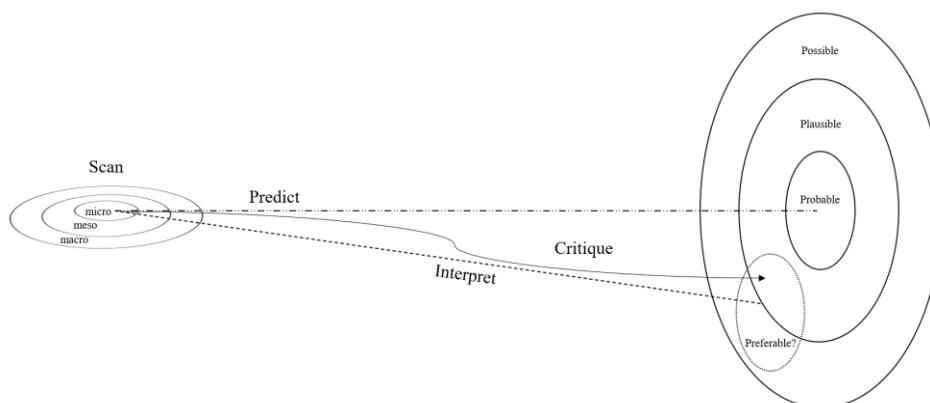 Possible
Plausible
Scan
Predict
Probable
micro
meso
macro
Critique
Interpret
Preferable?